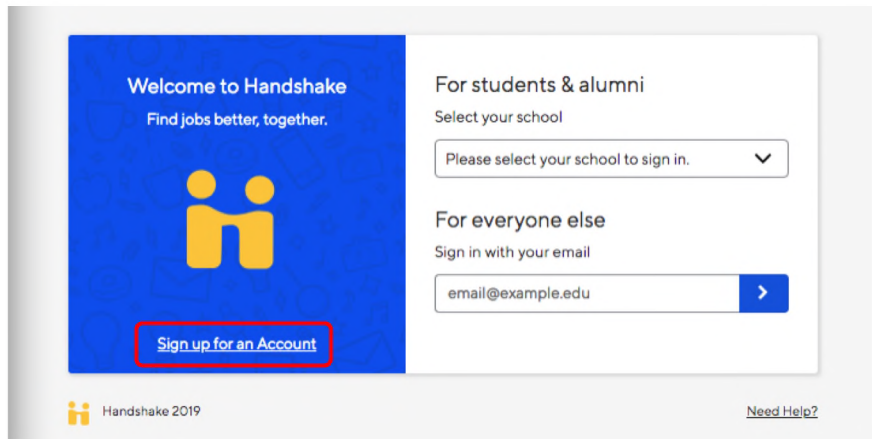 Welcome to Handshake
Find jobs better, together.
Sign up for an Account
For students & alumni
Select your school
Please select your school to sign in.
For everyone else
Sign in with your email
email@example.edu
Handshake 2019
Need Help?